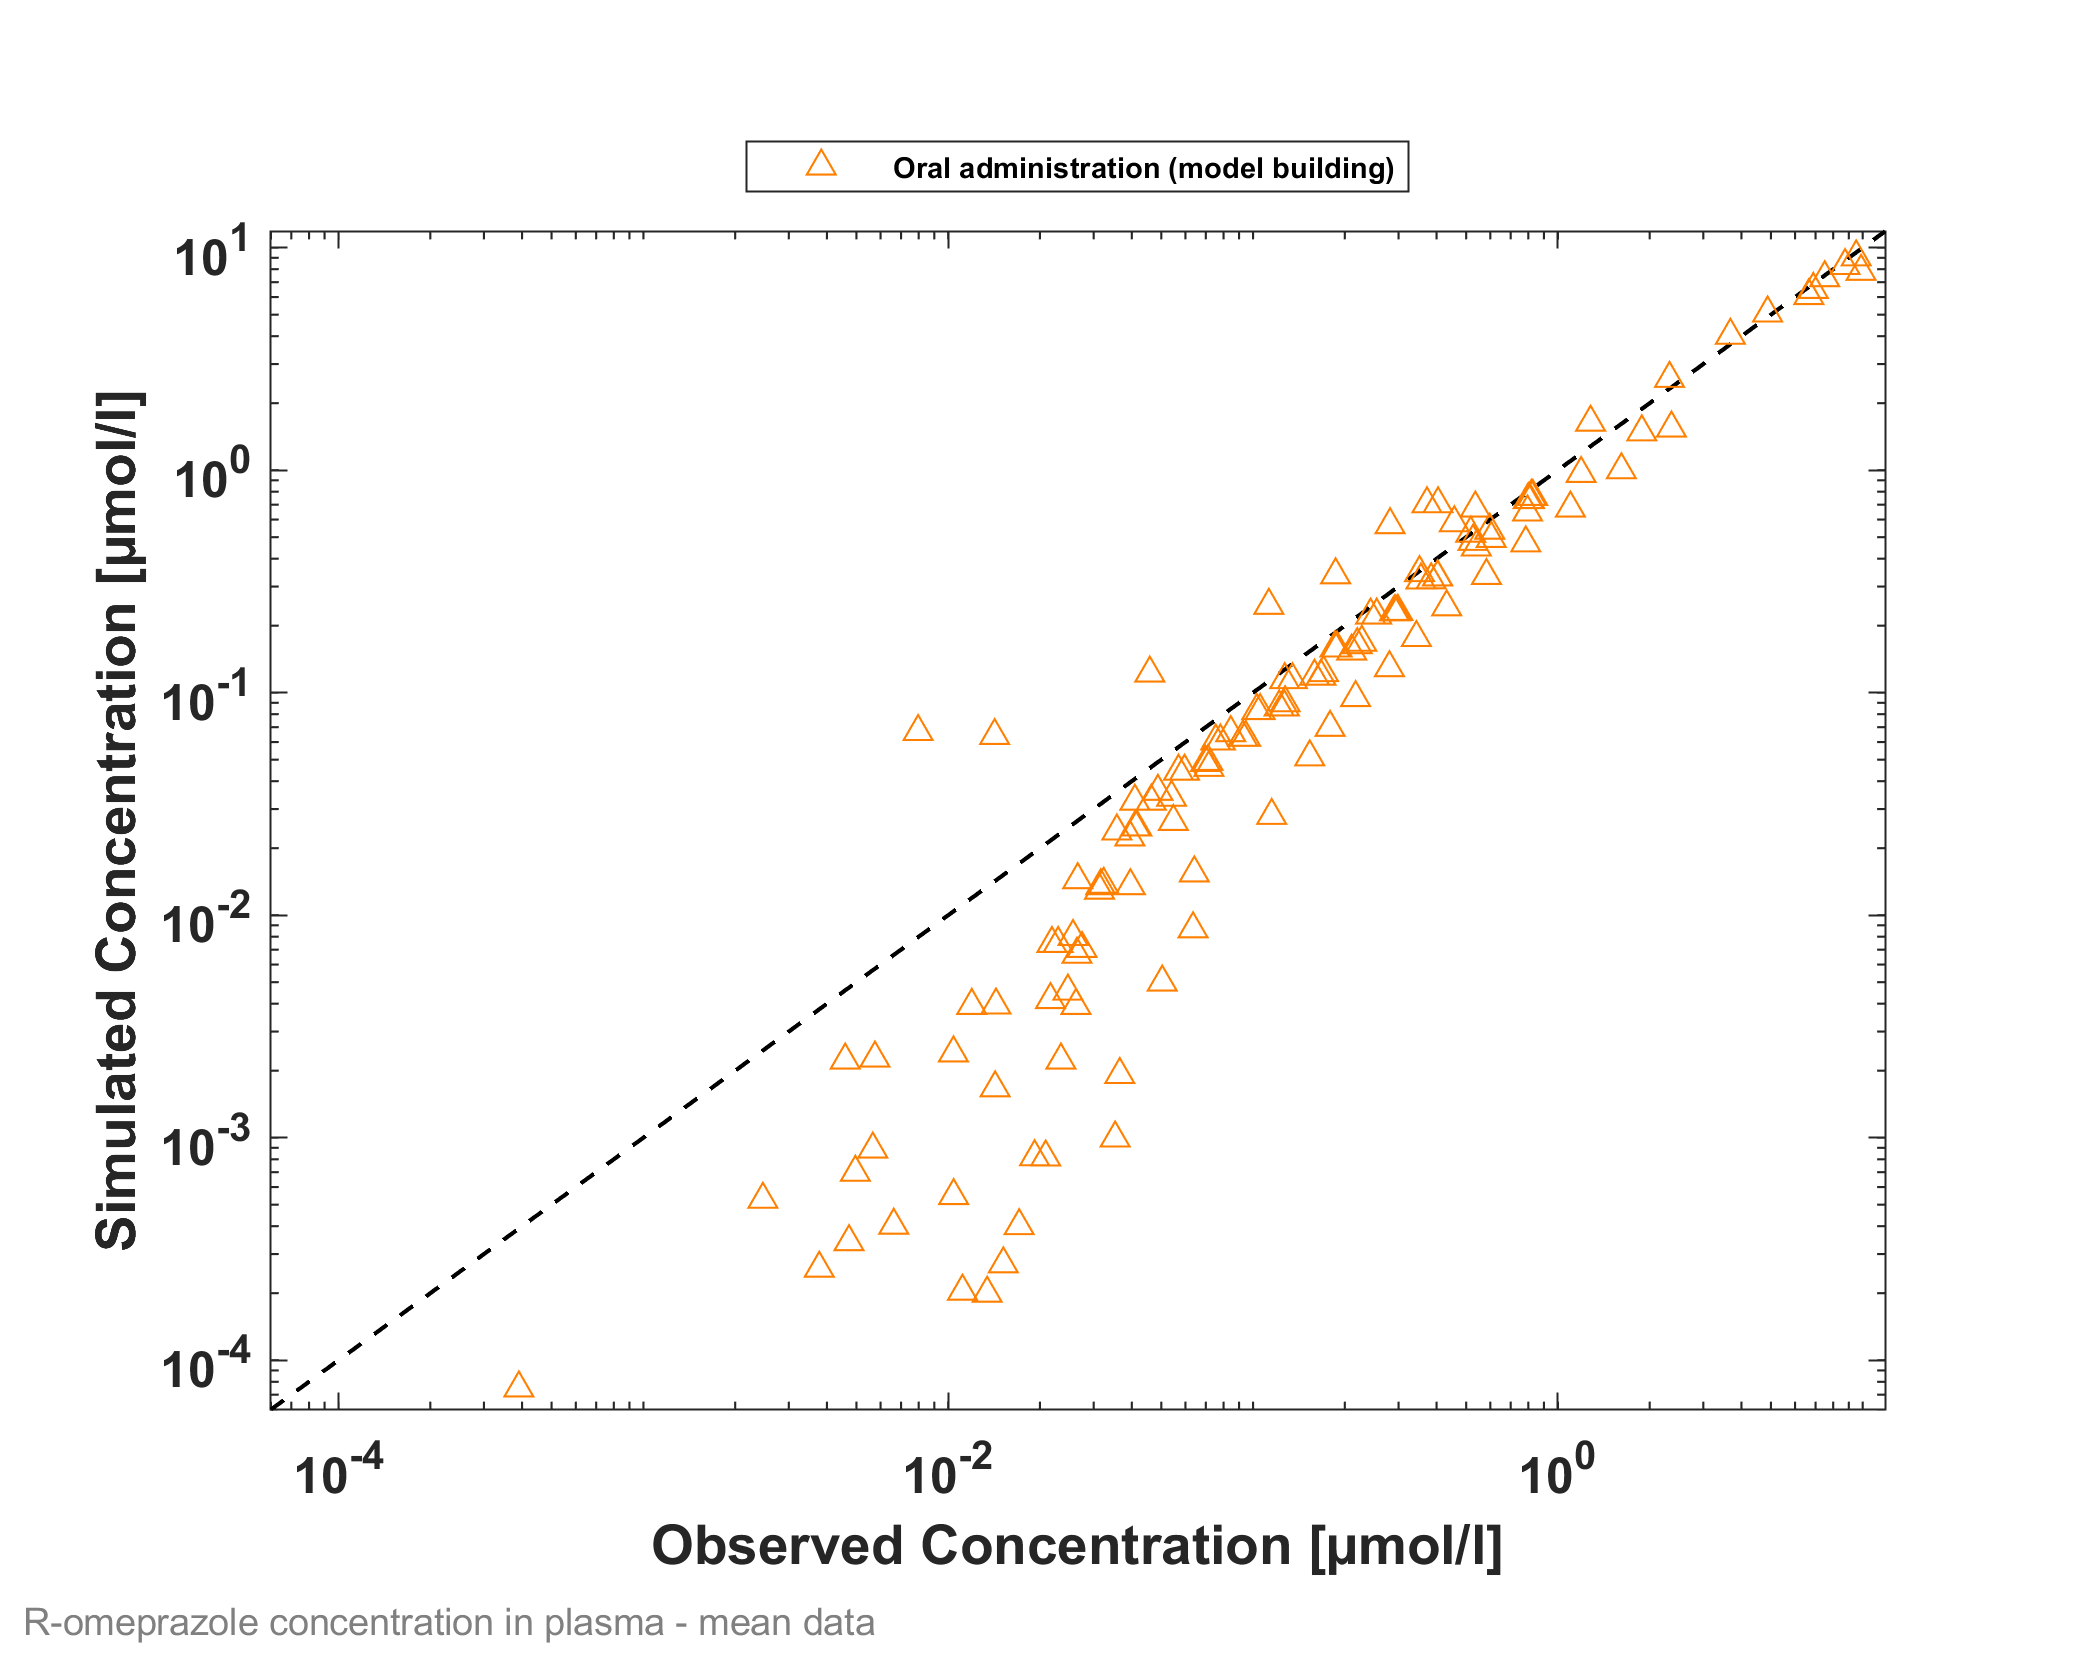 Oral administration (model building)
10^1
10^0
10^-1
10^-2
10^-3
10^-4
Simulated Concentration [µmol/l]
10^-4
10^-2
10^0
Observed Concentration [µmol/l]
R-omeprazole concentration in plasma - mean data